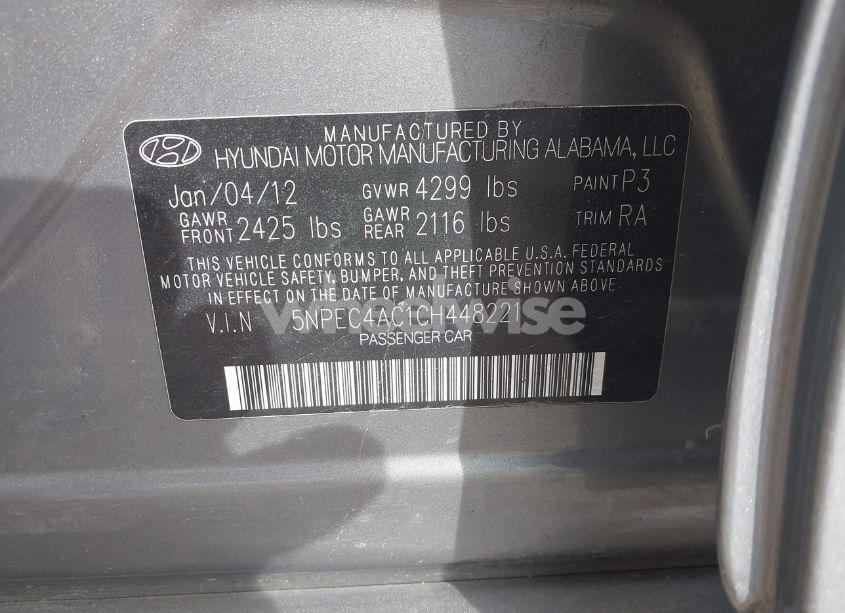 MANUFACTURED BY
HYUNDAI MOTOR MANUFACTURING ALABAMA, LLC
Jan/04/12 GVWR 4299 lbs PAINT P3
GAWR FRONT 2425 lbs GAWR REAR 2116 lbs TRIM RA
THIS VEHICLE CONFORMS TO ALL APPLICABLE U.S.A. FEDERAL
MOTOR VEHICLE SAFETY, BUMPER, AND THEFT PREVENTION STANDARDS
IN EFFECT ON THE DATE OF MANUFACTURE SHOWN ABOVE.
V.I.N 5NPEC4AC1CH448221
wheelwise
PASSENGER CAR